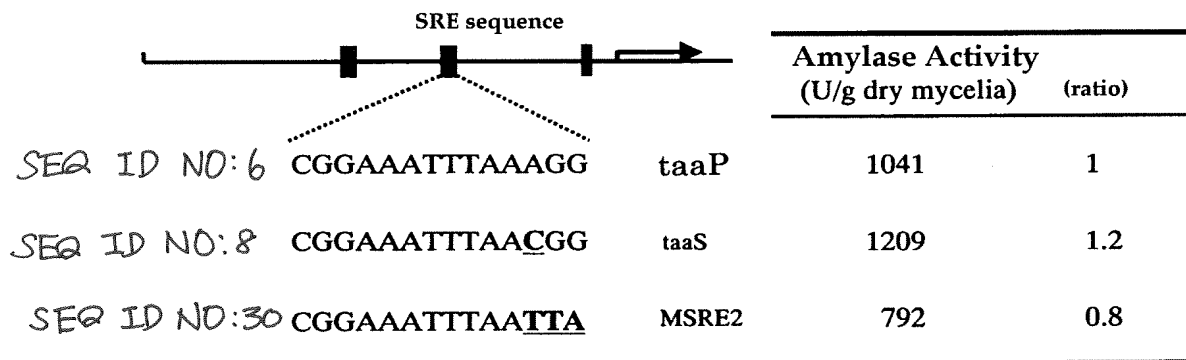 SRE sequence
Amylase Activity
(U/g dry mycelia) (ratio)
SEQ ID NO:6 CGGAAATTTAAAGG taaP 1041 1
SEQ ID NO:8 CGGAAATTTAACGG taaS 1209 1.2
SEQ ID NO:30 CGGAAATTTAATTA MSRE2 792 0.8